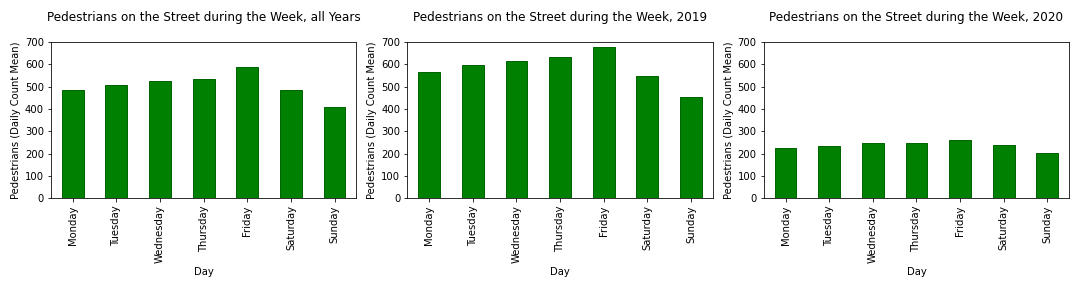 Pedestrians on the Street during the Week, all Years
Pedestrians (Daily Count Mean)
700
600
500
400
300
200
100
0
Monday
Tuesday
Wednesday
Thursday
Friday
Saturday
Sunday
Day
Pedestrians on the Street during the Week, 2019
Pedestrians (Daily Count Mean)
700
600
500
400
300
200
100
0
Monday
Tuesday
Wednesday
Thursday
Friday
Saturday
Sunday
Day
Pedestrians on the Street during the Week, 2020
Pedestrians (Daily Count Mean)
700
600
500
400
300
200
100
0
Monday
Tuesday
Wednesday
Thursday
Friday
Saturday
Sunday
Day